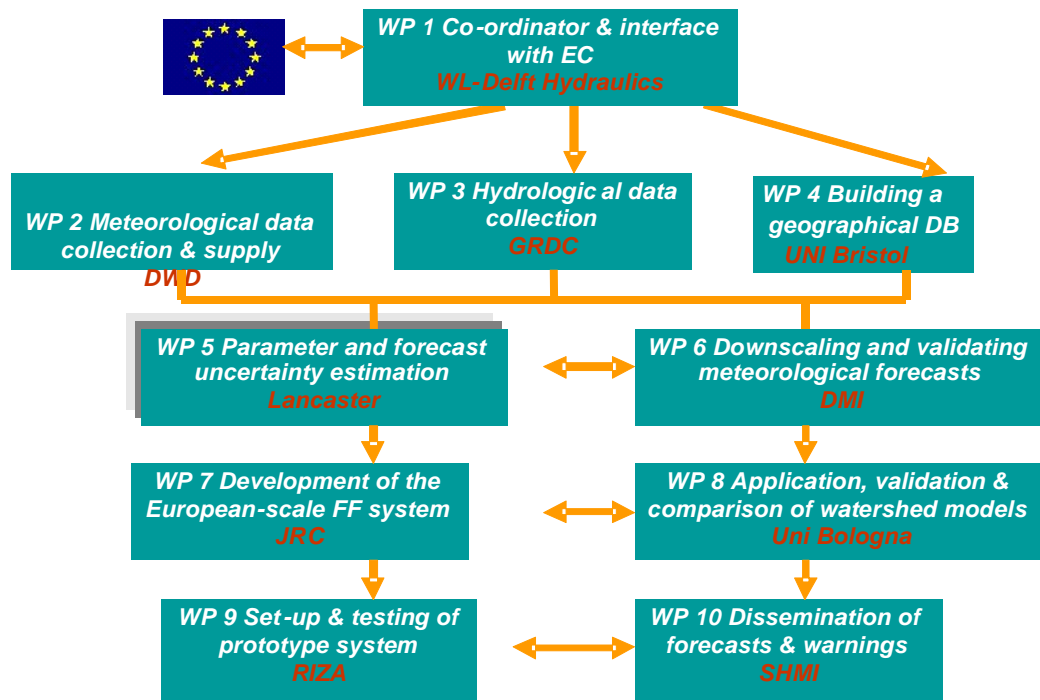 WP 1 Co-ordinator & interface
with EC
WL-Delft Hydraulics
WP 2 Meteorological data
collection & supply
DWD
WP 3 Hydrologic al data
collection
GRDC
WP 4 Building a
geographical DB
UNI Bristol
WP 5 Parameter and forecast
uncertainty estimation
Lancaster
WP 6 Downscaling and validating
meteorological forecasts
DMI
WP 7 Development of the
European-scale FF system
JRC
WP 8 Application, validation &
comparison of watershed models
Uni Bologna
WP 9 Set-up & testing of
prototype system
RIZA
WP 10 Dissemination of
forecasts & warnings
SHMI